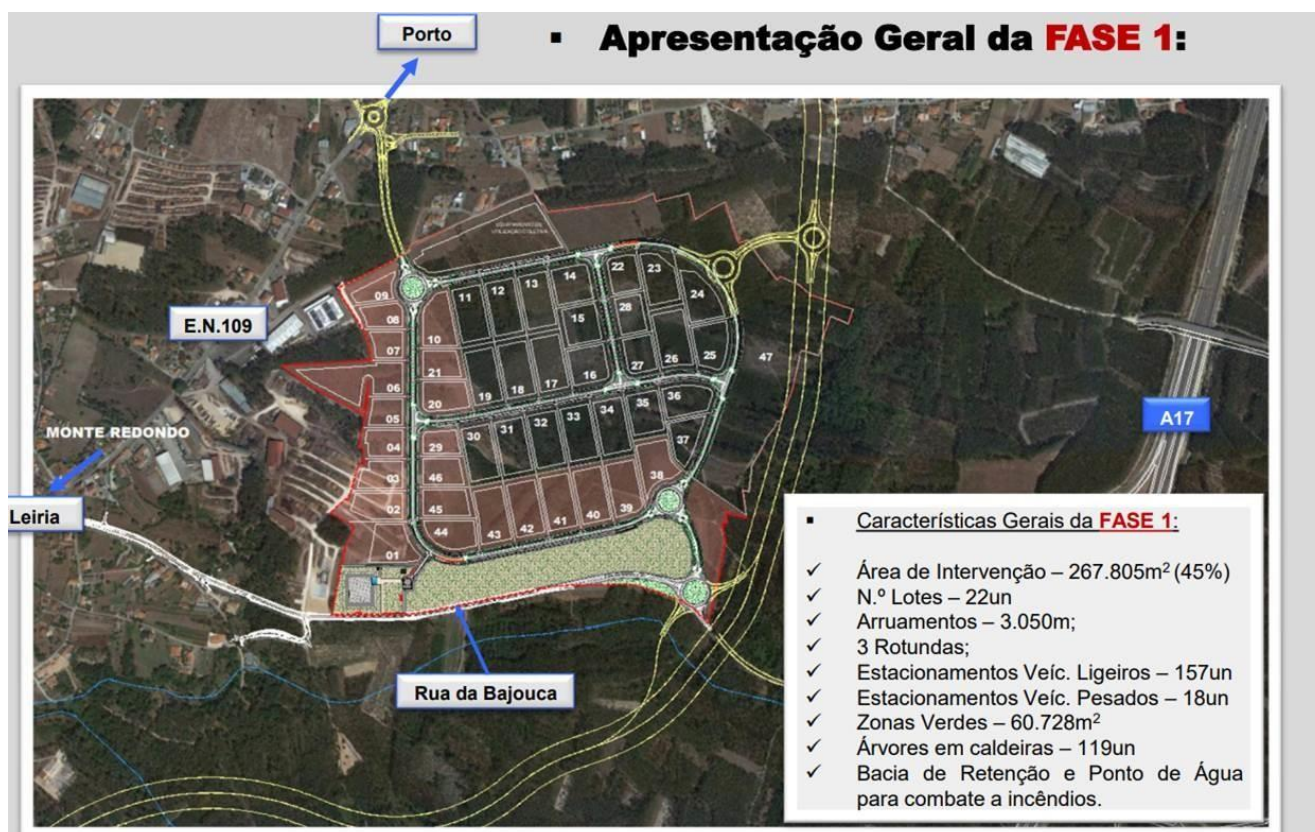 Porto
▪ Apresentação Geral da FASE 1:
E.N.109
MONTE REDONDO
Leiria
A17
Rua da Bajouca
EQUIPAMENTO DE
UTILIZAÇÃO COLETIVA
09
08
07
06
05
04
03
02
01
10
21
20
29
46
45
44
11
12
13
14
22
23
24
15
28
19
18
17
16
27
26
25
47
30
31
32
33
34
35
36
37
38
43
42
41
40
39
▪ Características Gerais da FASE 1:
✓ Área de Intervenção – 267.805m² (45%)
✓ N.º Lotes – 22un
✓ Arruamentos – 3.050m;
✓ 3 Rotundas;
✓ Estacionamentos Veíc. Ligeiros – 157un
✓ Estacionamentos Veíc. Pesados – 18un
✓ Zonas Verdes – 60.728m²
✓ Árvores em caldeiras – 119un
✓ Bacia de Retenção e Ponto de Água
para combate a incêndios.